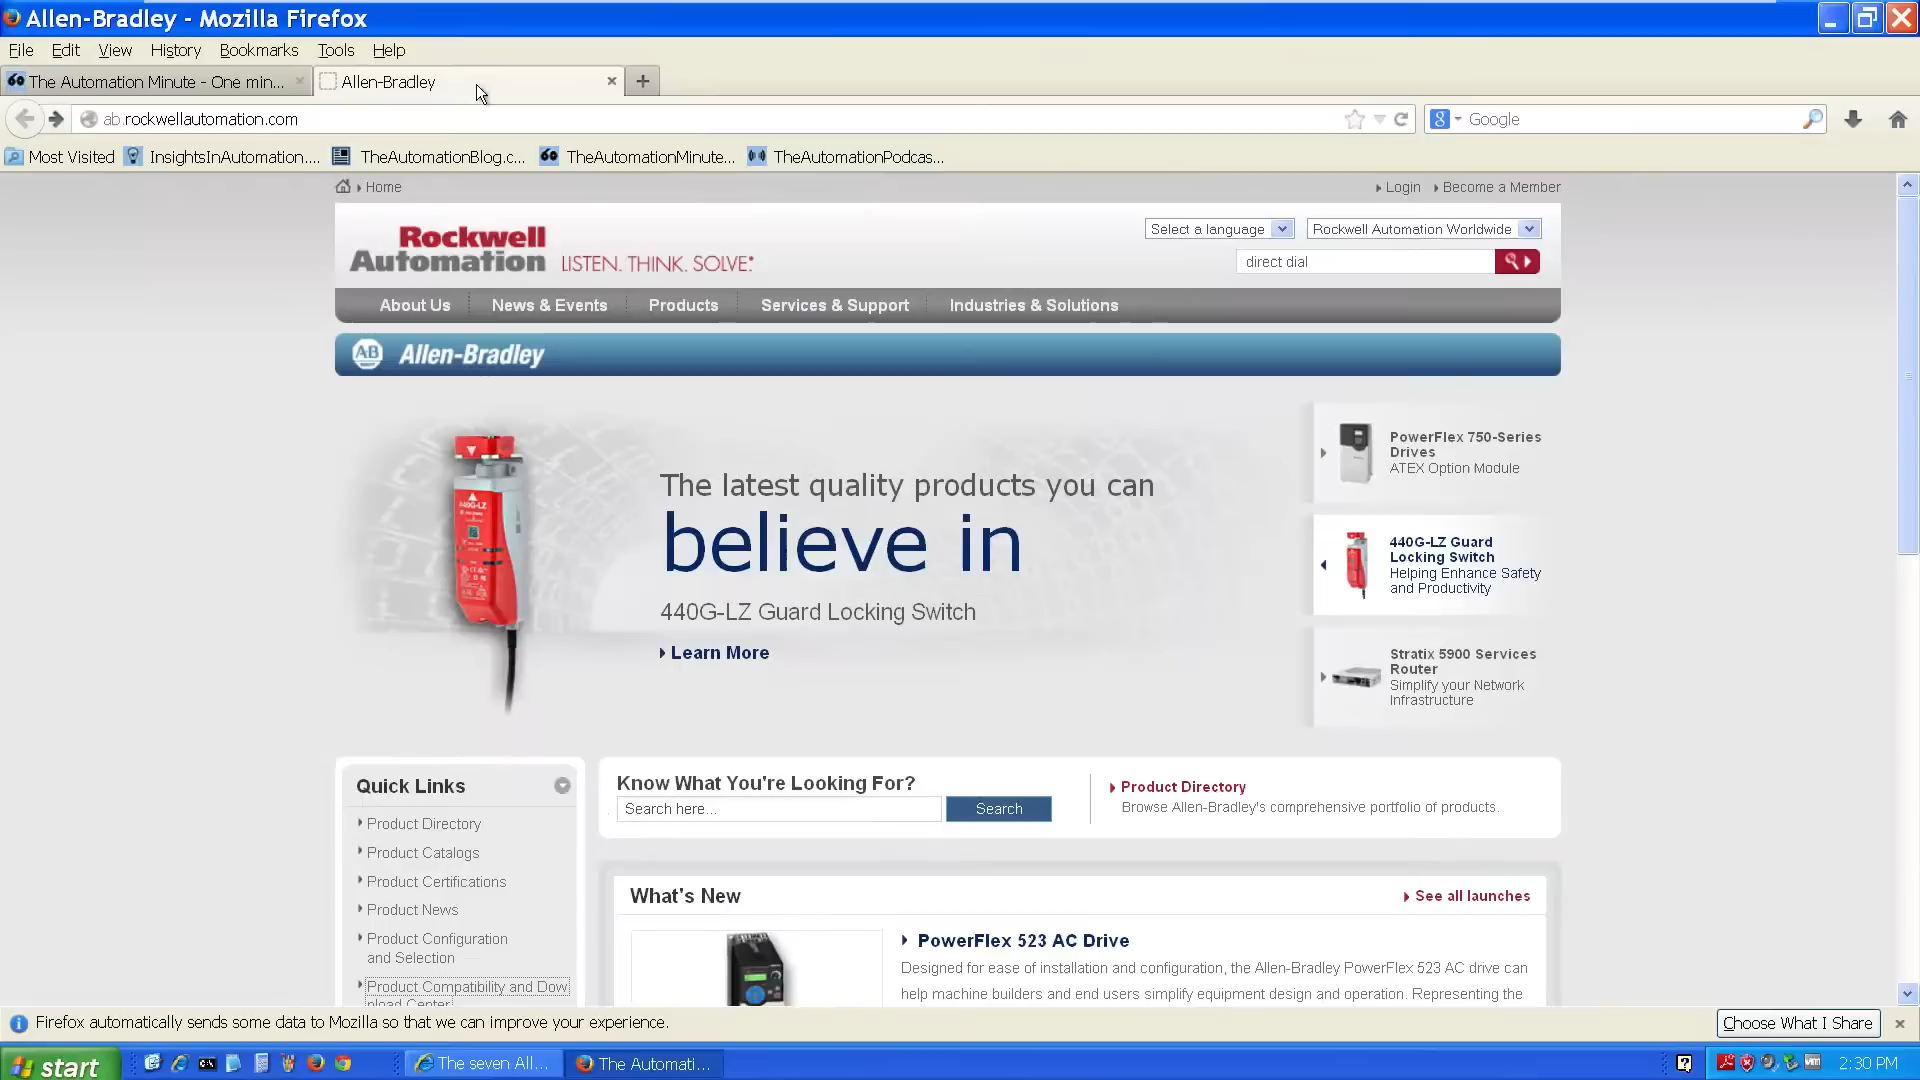 Allen-Bradley - Mozilla Firefox
File Edit View History Bookmarks Tools Help
The Automation Minute - One min... Allen-Bradley
ab.rockwellautomation.com
Google
Most Visited InsightsInAutomation.... TheAutomationBlog.c... TheAutomationMinute... TheAutomationPodcas...
Home
Login Become a Member
Rockwell
Automation
LISTEN. THINK. SOLVE.
Select a language
Rockwell Automation Worldwide
direct dial
About Us News & Events Products Services & Support Industries & Solutions
AB Allen-Bradley
The latest quality products you can
believe in
440G-LZ Guard Locking Switch
Learn More
440G-LZ
PowerFlex 750-Series
Drives
ATEX Option Module
440G-LZ Guard
Locking Switch
Helping Enhance Safety
and Productivity
Stratix 5900 Services
Router
Simplify your Network
Infrastructure
Quick Links
Product Directory
Product Catalogs
Product Certifications
Product News
Product Configuration
and Selection
Product Compatibility and Dow
nload Center
Know What You're Looking For?
Search here...
Search
Product Directory
Browse Allen-Bradley's comprehensive portfolio of products.
What's New
See all launches
PowerFlex 523 AC Drive
Designed for ease of installation and configuration, the Allen-Bradley PowerFlex 523 AC drive can
help machine builders and end users simplify equipment design and operation. Representing the
Firefox automatically sends some data to Mozilla so that we can improve your experience.
Choose What I Share
start
The seven All...
The Automati...
2:30 PM